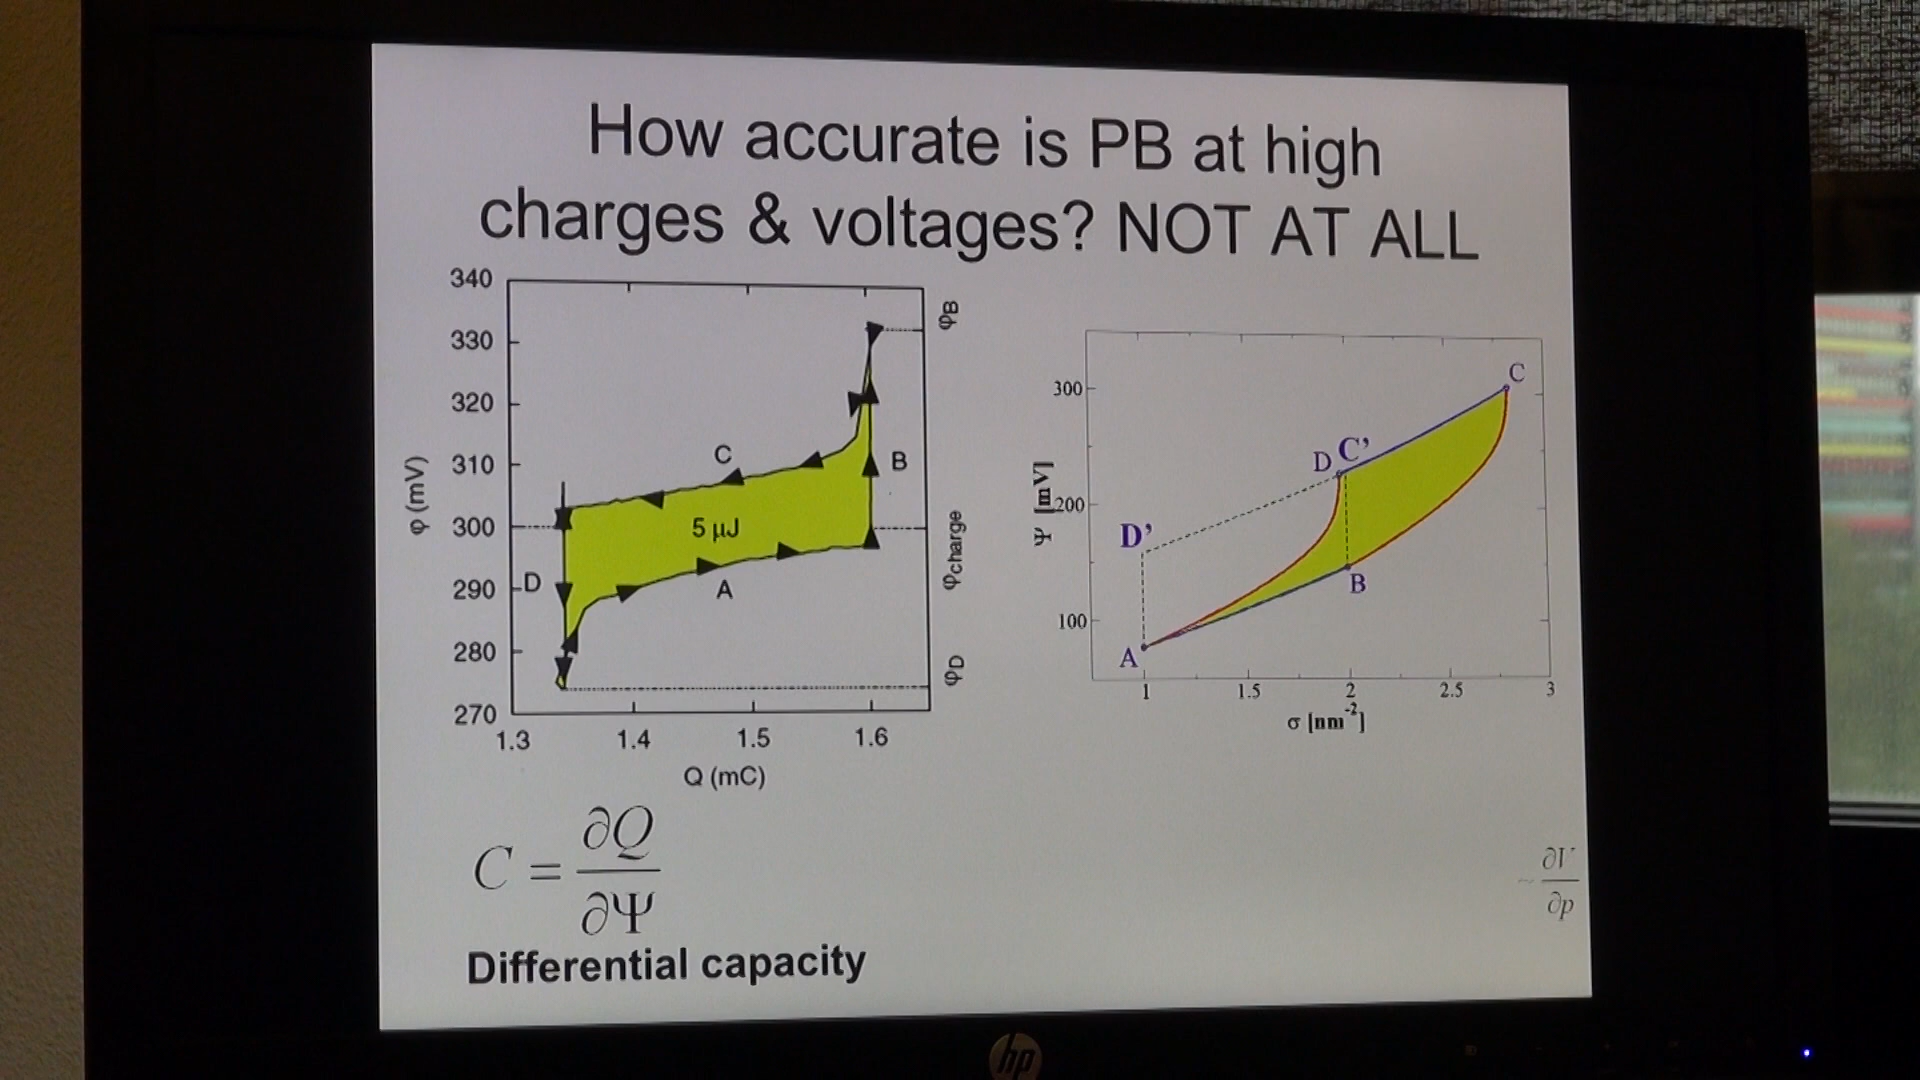 How accurate is PB at high
charges & voltages? NOT AT ALL
340
330
320
310
300
290
280
270
φ (mV)
1.3 1.4 1.5 1.6
Q (mC)
C
B
5 μJ
D
A
φB
φcharge
φD
300
200
100
Ψ [mV]
1 1.5 2 2.5 3
σ [nm-2]
C
D C’
D’
B
A
C = ∂Q
∂Ψ
Differential capacity
~ ∂V
∂p
hp